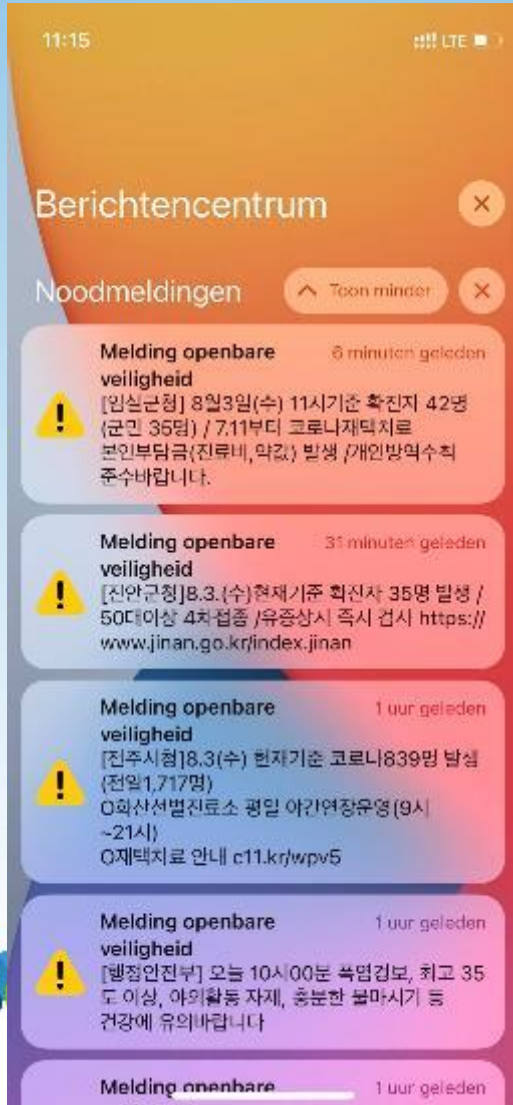 11:15
LTE
Berichtencentrum
Noodmeldingen
Toon minder
Melding openbare veiligheid
6 minuten geleden
[임실군청] 8월3일(수) 11시기준 확진자 42명
(군민 35명) / 7.11부터 코로나재택치료
본인부담금(진료비,약값) 발생 /개인방역수칙
준수바랍니다.
Melding openbare veiligheid
31 minuten geleden
[진안군청]8.3.(수)현재기준 확진자 35명 발생 /
50대이상 4차접종 /유증상시 즉시 검사 https://
www.jinan.go.kr/index.jinan
Melding openbare veiligheid
1 uur geleden
[전주시청]8.3(수) 현재기준 코로나839명 발생
(전일1,717명)
O화산선별진료소 평일 야간연장운영(9시
~21시)
O재택치료 안내 c11.kr/wpv5
Melding openbare veiligheid
1 uur geleden
[행정안전부] 오늘 10시00분 폭염경보, 최고 35
도 이상, 야외활동 자제, 충분한 물마시기 등
건강에 유의바랍니다
Melding openbare
1 uur geleden